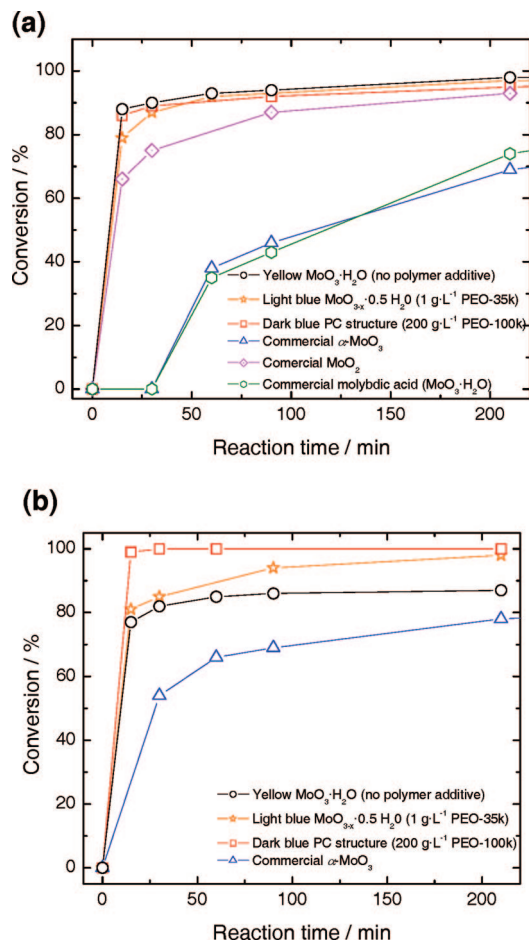 (a)
100
80
60
40
20
0
Conversion / %
Yellow MoO₃·H₂O (no polymer additive)
Light blue MoO₃₋ₓ·0.5 H₂0 (1 g·L⁻¹ PEO-35k)
Dark blue PC structure (200 g·L⁻¹ PEO-100k)
Commercial α-MoO₃
Comercial MoO₂
Commercial molybdic acid (MoO₃·H₂O)
0 50 100 150 200
Reaction time / min
(b)
100
80
60
40
20
0
Conversion / %
Yellow MoO₃·H₂O (no polymer additive)
Light blue MoO₃₋ₓ·0.5 H₂0 (1 g·L⁻¹ PEO-35k)
Dark blue PC structure (200 g·L⁻¹ PEO-100k)
Commercial α-MoO₃
0 50 100 150 200
Reaction time / min